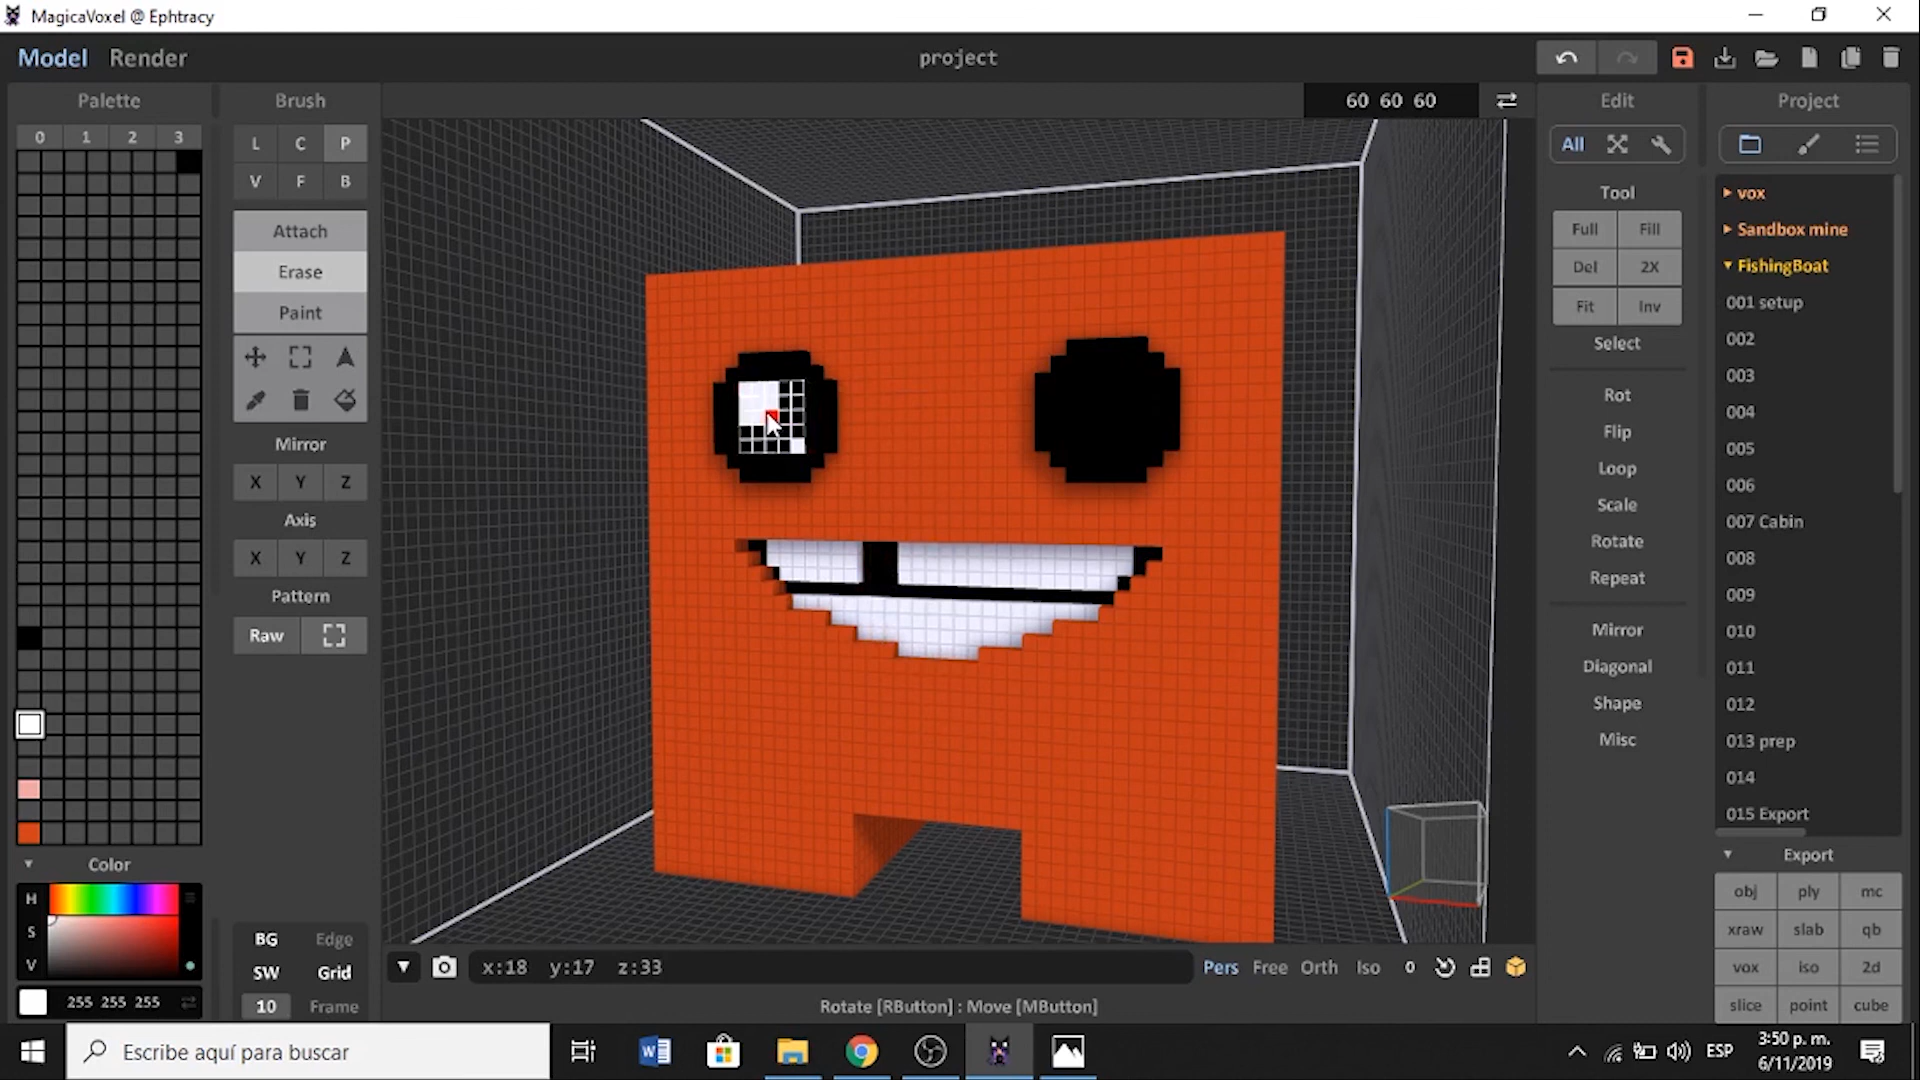 MagicaVoxel @ Ephtracy
Model Render
project
Palette
0 1 2 3
Brush
L C P
V F B
Attach
Erase
Paint
Mirror
X Y Z
Axis
X Y Z
Pattern
Raw
60 60 60
Edit
All
Tool
Full Fill
Del 2X
Fit Inv
Select
Rot
Flip
Loop
Scale
Rotate
Repeat
Mirror
Diagonal
Shape
Misc
Project
vox
Sandbox mine
FishingBoat
001 setup
002
003
004
005
006
007 Cabin
008
009
010
011
012
013 prep
014
015 Export
Export
obj ply mc
xraw slab qb
vox iso 2d
slice point cube
Color
H
S
V
255 255 255
BG Edge
SW Grid
10 Frame
x:18 y:17 z:33
Pers Free Orth Iso 0
Rotate [RButton] : Move [MButton]
Escribe aquí para buscar
W
ESP
3:50 p. m.
6/11/2019